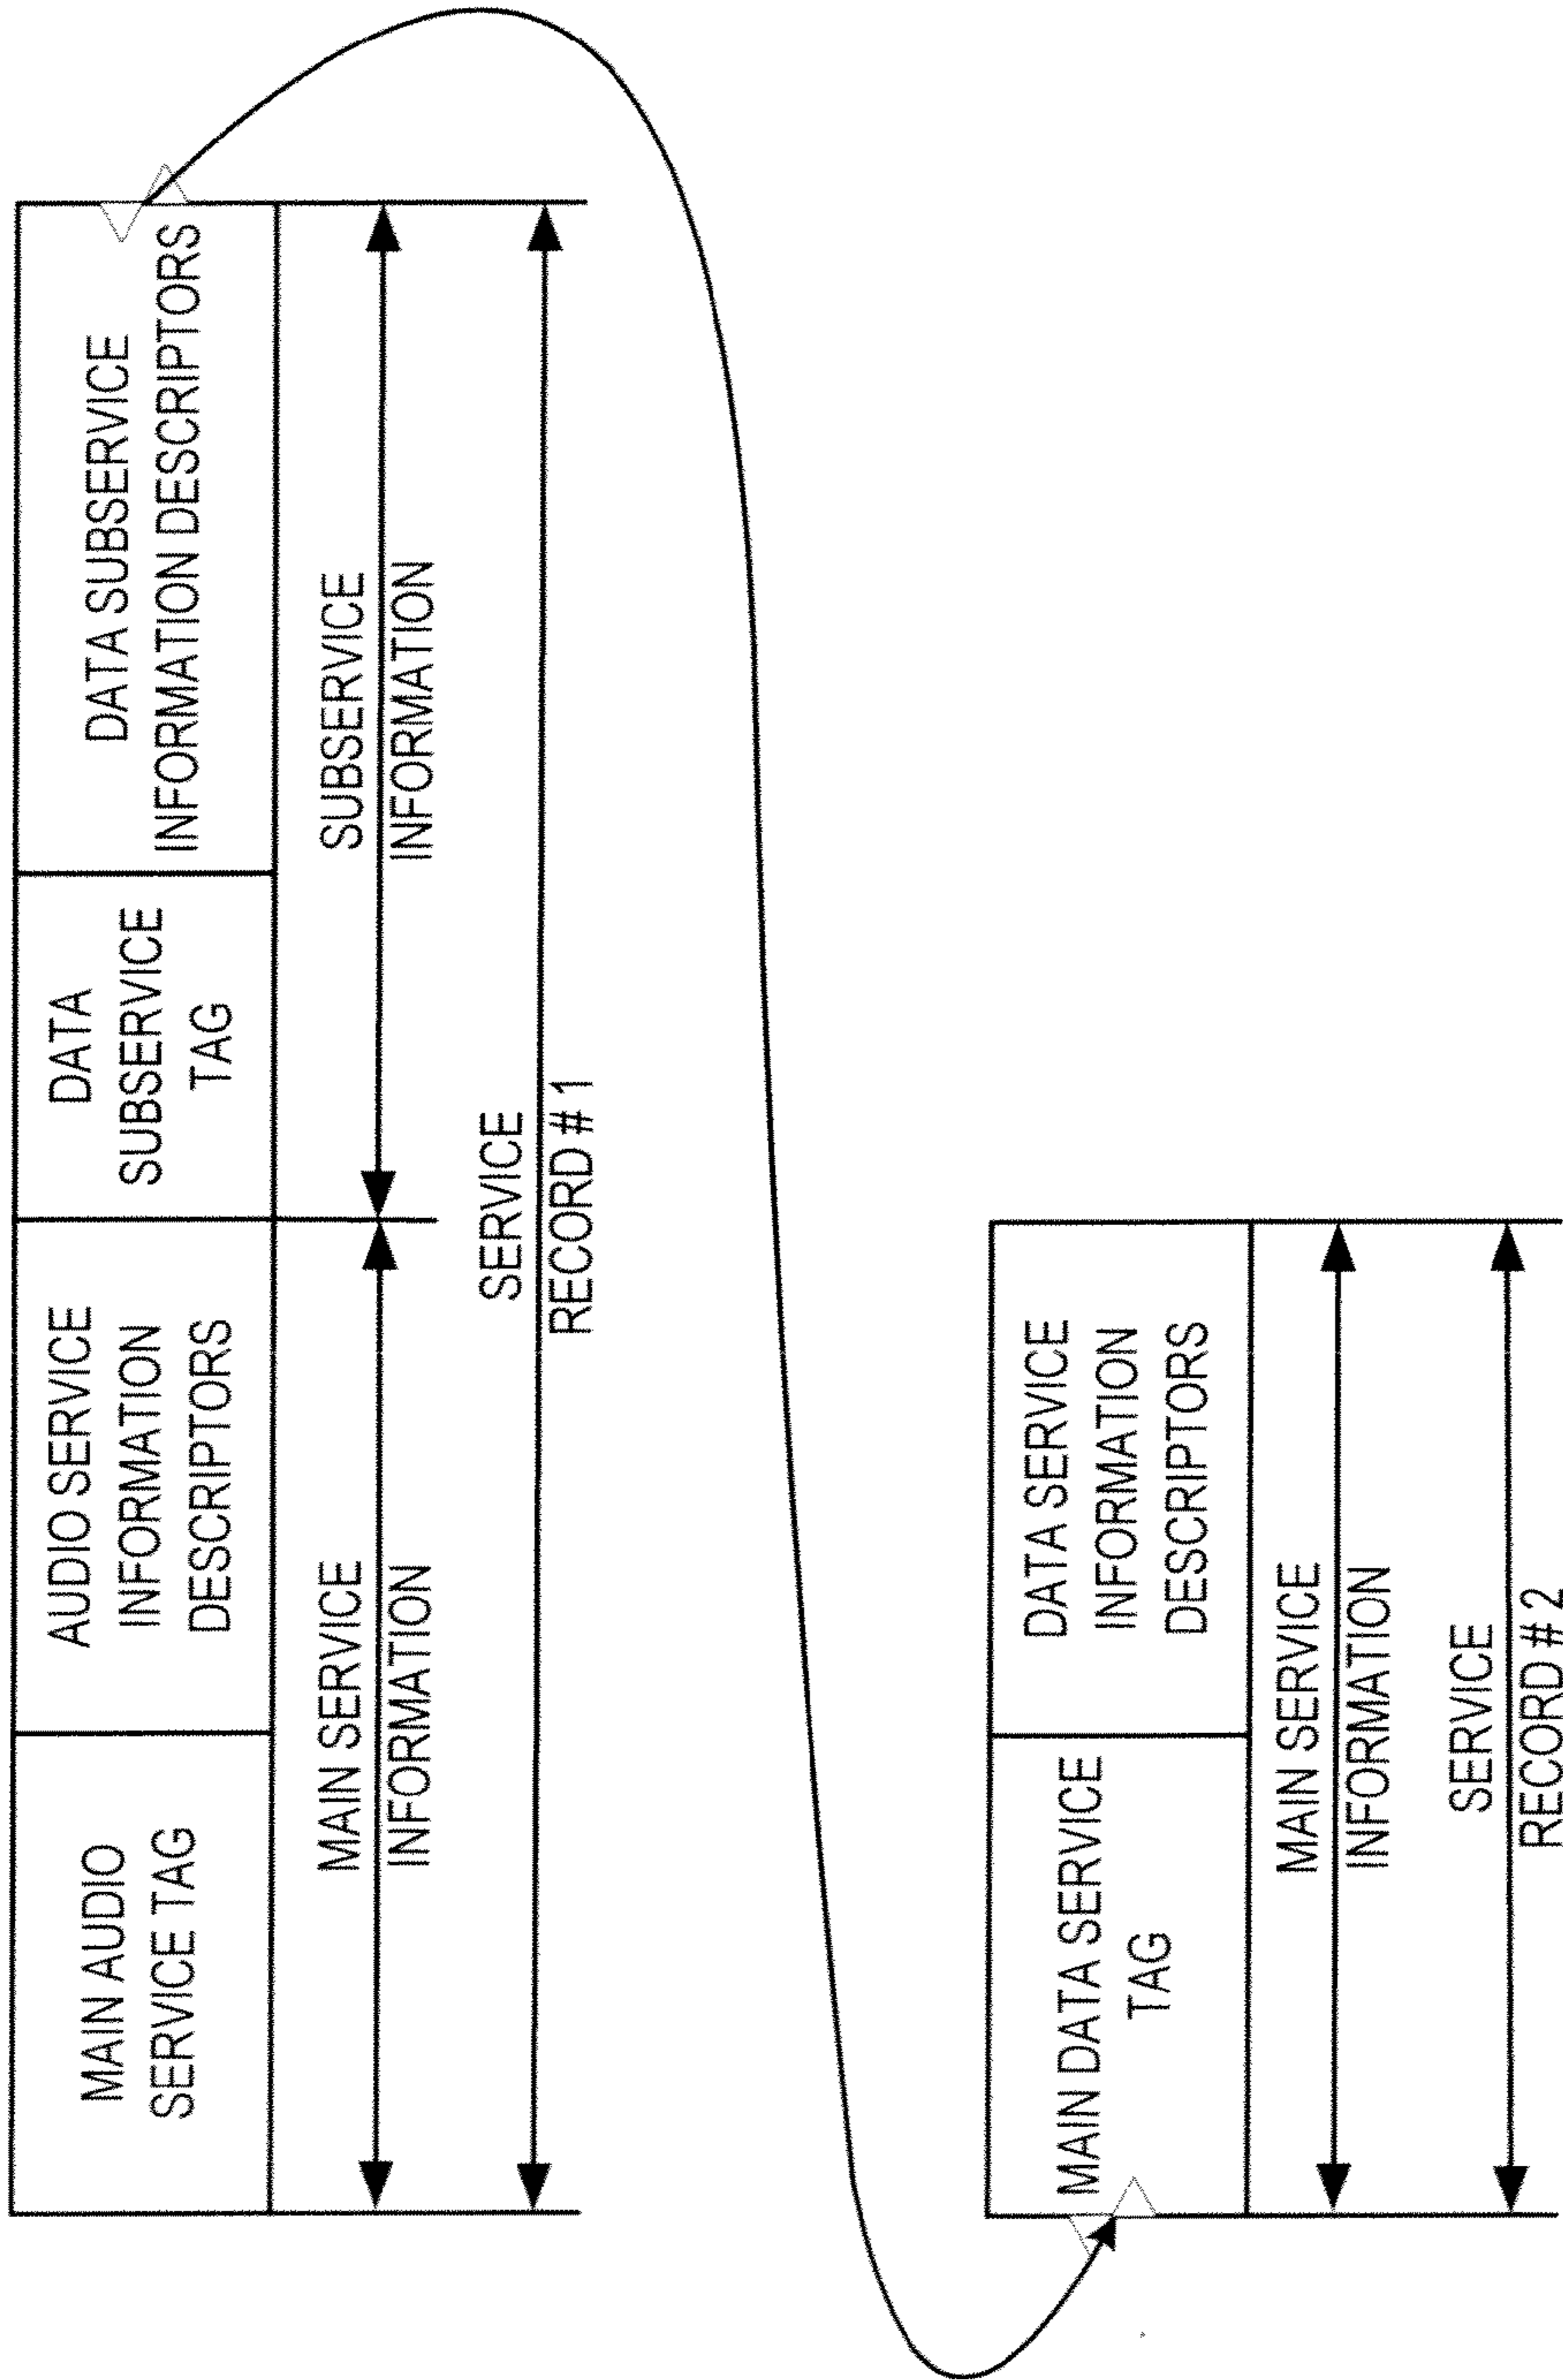 MAIN AUDIO
SERVICE TAG
AUDIO SERVICE
INFORMATION
DESCRIPTORS
DATA
SUBSERVICE
TAG
DATA SUBSERVICE
INFORMATION DESCRIPTORS
MAIN SERVICE
INFORMATION
SUBSERVICE
INFORMATION
SERVICE
RECORD # 1
MAIN DATA SERVICE
TAG
DATA SERVICE
INFORMATION
DESCRIPTORS
MAIN SERVICE
INFORMATION
SERVICE
RECORD # 2